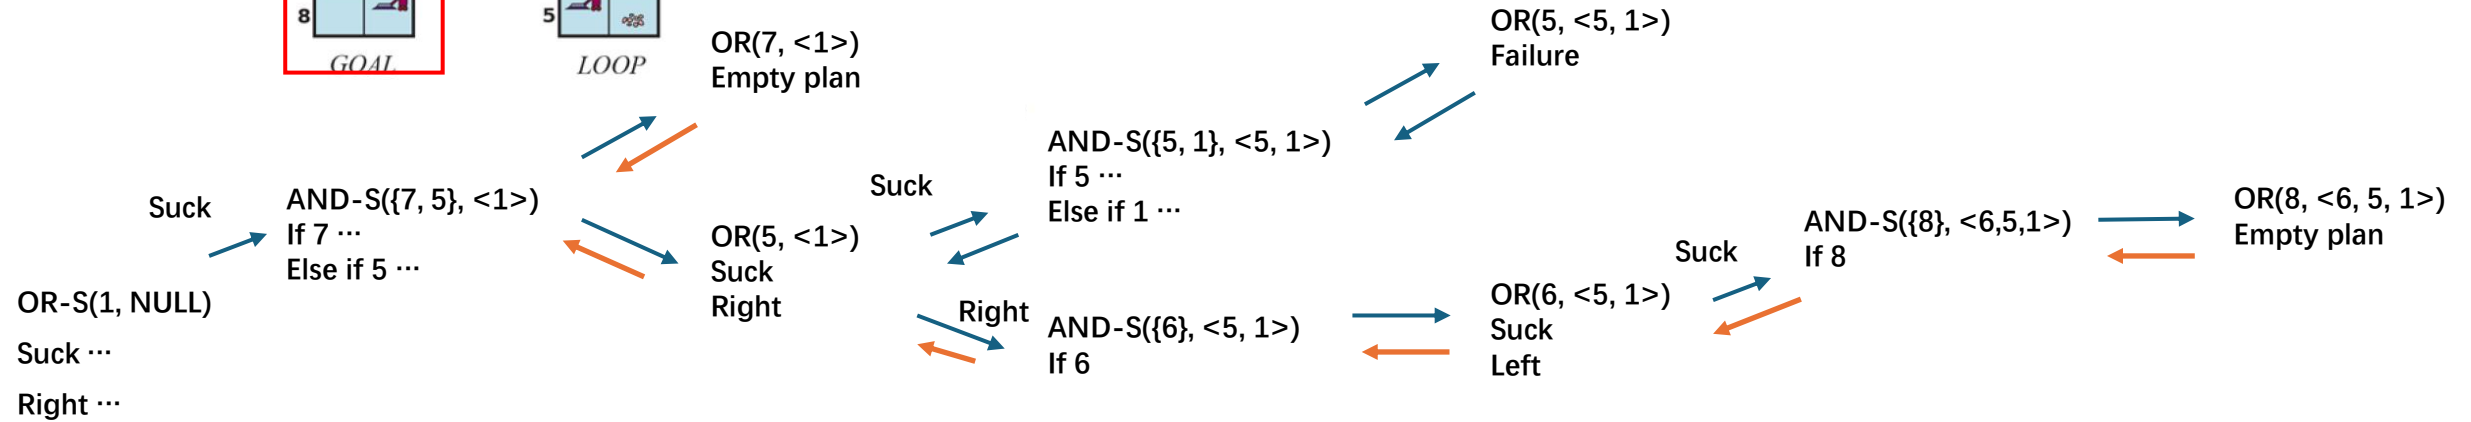 8
GOAL
5
LOOP
OR(7, <1>)
Empty plan
OR(5, <5, 1>)
Failure
AND-S({5, 1}, <5, 1>)
If 5 ···
Else if 1 ···
Suck
Suck
AND-S({7, 5}, <1>)
If 7 ···
Else if 5 ···
OR(5, <1>)
Suck
Right
OR-S(1, NULL)
Suck ···
Right ···
Right
AND-S({6}, <5, 1>)
If 6
OR(6, <5, 1>)
Suck
Left
Suck
AND-S({8}, <6,5,1>)
If 8
OR(8, <6, 5, 1>)
Empty plan